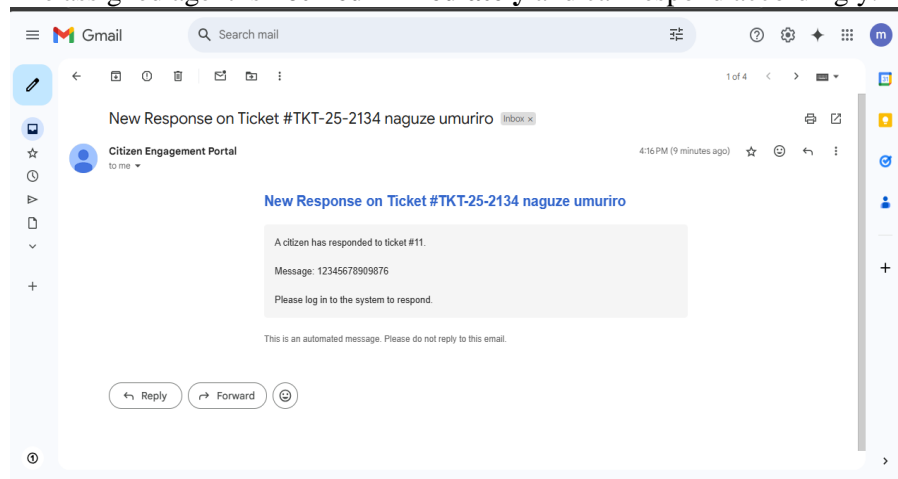 Gmail
Search mail
m
1 of 4
31
New Response on Ticket #TKT-25-2134 naguze umuriro Inbox x
Citizen Engagement Portal
4:16 PM (9 minutes ago)
to me
New Response on Ticket #TKT-25-2134 naguze umuriro
A citizen has responded to ticket #11.
Message: 12345678909876
Please log in to the system to respond.
This is an automated message. Please do not reply to this email.
Reply
Forward